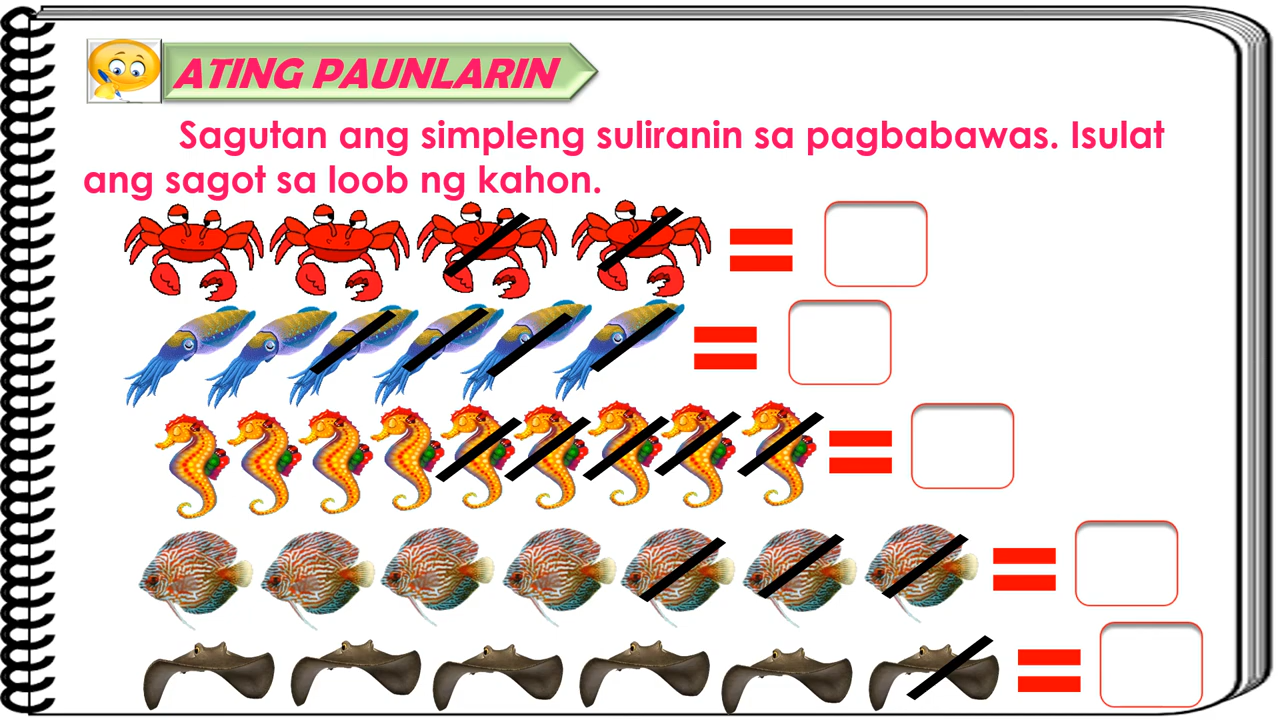 ATING PAUNLARIN
Sagutan ang simpleng suliranin sa pagbabawas. Isulat
ang sagot sa loob ng kahon.
=
=
=
=
=